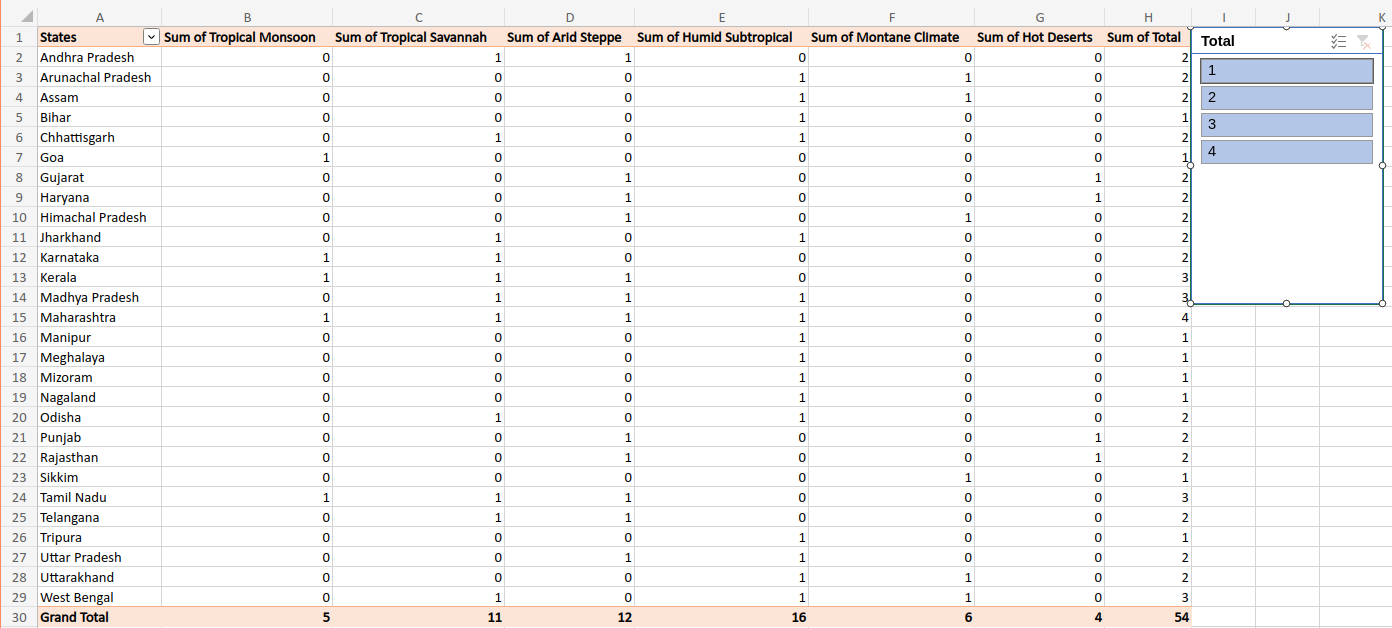 A B C D E F G H I J K
1 States Sum of Tropical Monsoon Sum of Tropical Savannah Sum of Arid Steppe Sum of Humid Subtropical Sum of Montane Climate Sum of Hot Deserts Sum of Total
2 Andhra Pradesh 0 1 1 0 0 0 2
3 Arunachal Pradesh 0 0 0 1 1 0 2
4 Assam 0 0 0 1 1 0 2
5 Bihar 0 0 0 1 0 0 1
6 Chhattisgarh 0 1 0 1 0 0 2
7 Goa 1 0 0 0 0 0 1
8 Gujarat 0 0 1 0 0 1 2
9 Haryana 0 0 1 0 0 1 2
10 Himachal Pradesh 0 0 1 0 1 0 2
11 Jharkhand 0 1 0 1 0 0 2
12 Karnataka 1 1 0 0 0 0 2
13 Kerala 1 1 1 0 0 0 3
14 Madhya Pradesh 0 1 1 1 0 0 3
15 Maharashtra 1 1 1 1 0 0 4
16 Manipur 0 0 0 1 0 0 1
17 Meghalaya 0 0 0 1 0 0 1
18 Mizoram 0 0 0 1 0 0 1
19 Nagaland 0 0 0 1 0 0 1
20 Odisha 0 1 0 1 0 0 2
21 Punjab 0 0 1 0 0 1 2
22 Rajasthan 0 0 1 0 0 1 2
23 Sikkim 0 0 0 0 1 0 1
24 Tamil Nadu 1 1 1 0 0 0 3
25 Telangana 0 1 1 0 0 0 2
26 Tripura 0 0 0 1 0 0 1
27 Uttar Pradesh 0 0 1 1 0 0 2
28 Uttarakhand 0 0 0 1 1 0 2
29 West Bengal 0 1 0 1 1 0 3
30 Grand Total 5 11 12 16 6 4 54
Total
1
2
3
4